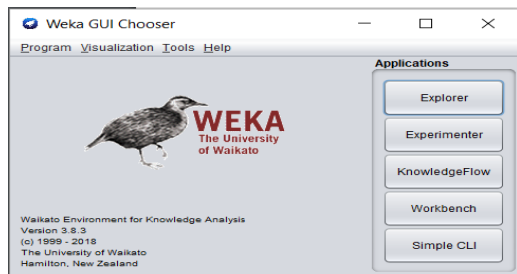 Weka GUI Chooser
Program Visualization Tools Help
Applications
Explorer
Experimenter
KnowledgeFlow
Workbench
Simple CLI
WEKA
The University
of Waikato
Waikato Environment for Knowledge Analysis
Version 3.8.3
(c) 1999 - 2018
The University of Waikato
Hamilton, New Zealand